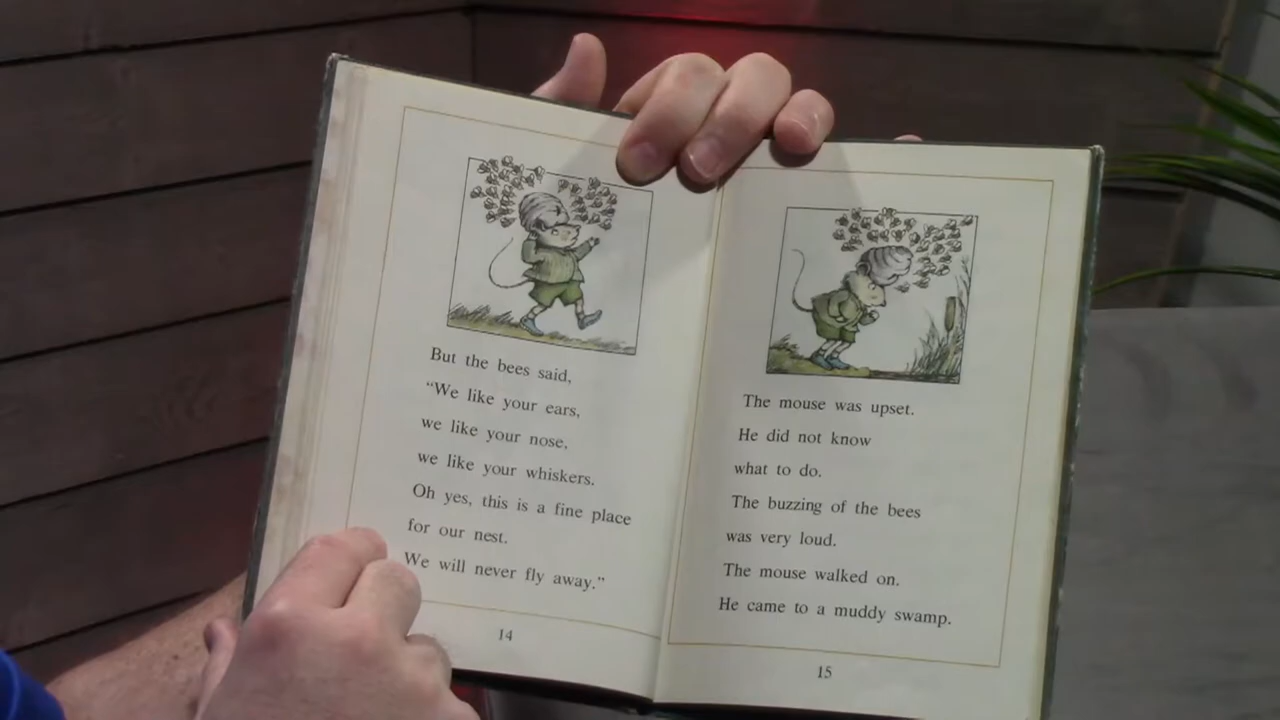 But the bees said,
“We like your ears,
we like your nose,
we like your whiskers.
Oh yes, this is a fine place
for our nest.
We will never fly away.”
14
The mouse was upset.
He did not know
what to do.
The buzzing of the bees
was very loud.
The mouse walked on.
He came to a muddy swamp.
15